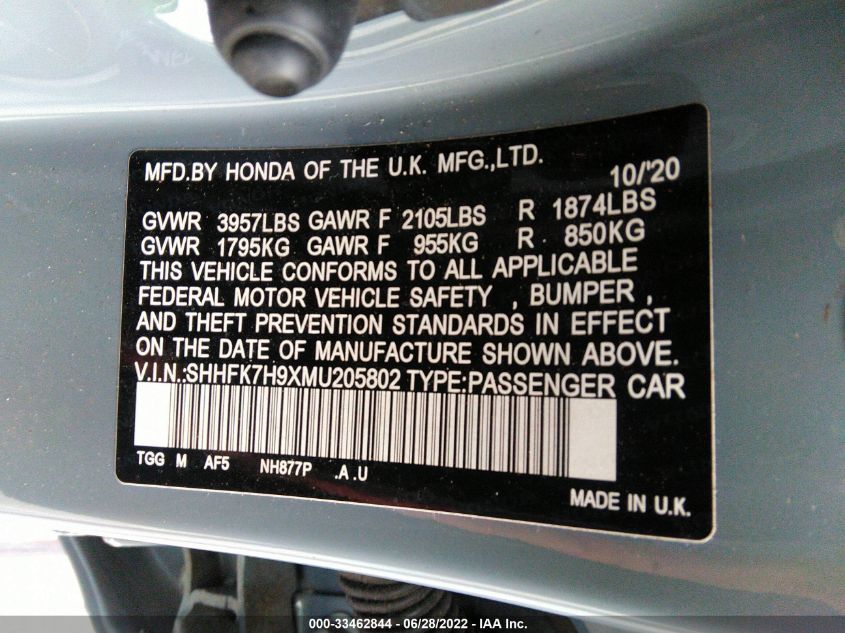 MFD.BY HONDA OF THE U.K. MFG.,LTD. 10/'20
GVWR 3957LBS GAWR F 2105LBS R 1874LBS
GVWR 1795KG GAWR F 955KG R 850KG
THIS VEHICLE CONFORMS TO ALL APPLICABLE
FEDERAL MOTOR VEHICLE SAFETY , BUMPER ,
AND THEFT PREVENTION STANDARDS IN EFFECT
ON THE DATE OF MANUFACTURE SHOWN ABOVE.
V.I.N.:SHHFK7H9XMU205802 TYPE:PASSENGER CAR
TGG M AF5 NH877P .A .U
MADE IN U.K.
000-33462844 - 06/28/2022 - IAA Inc.